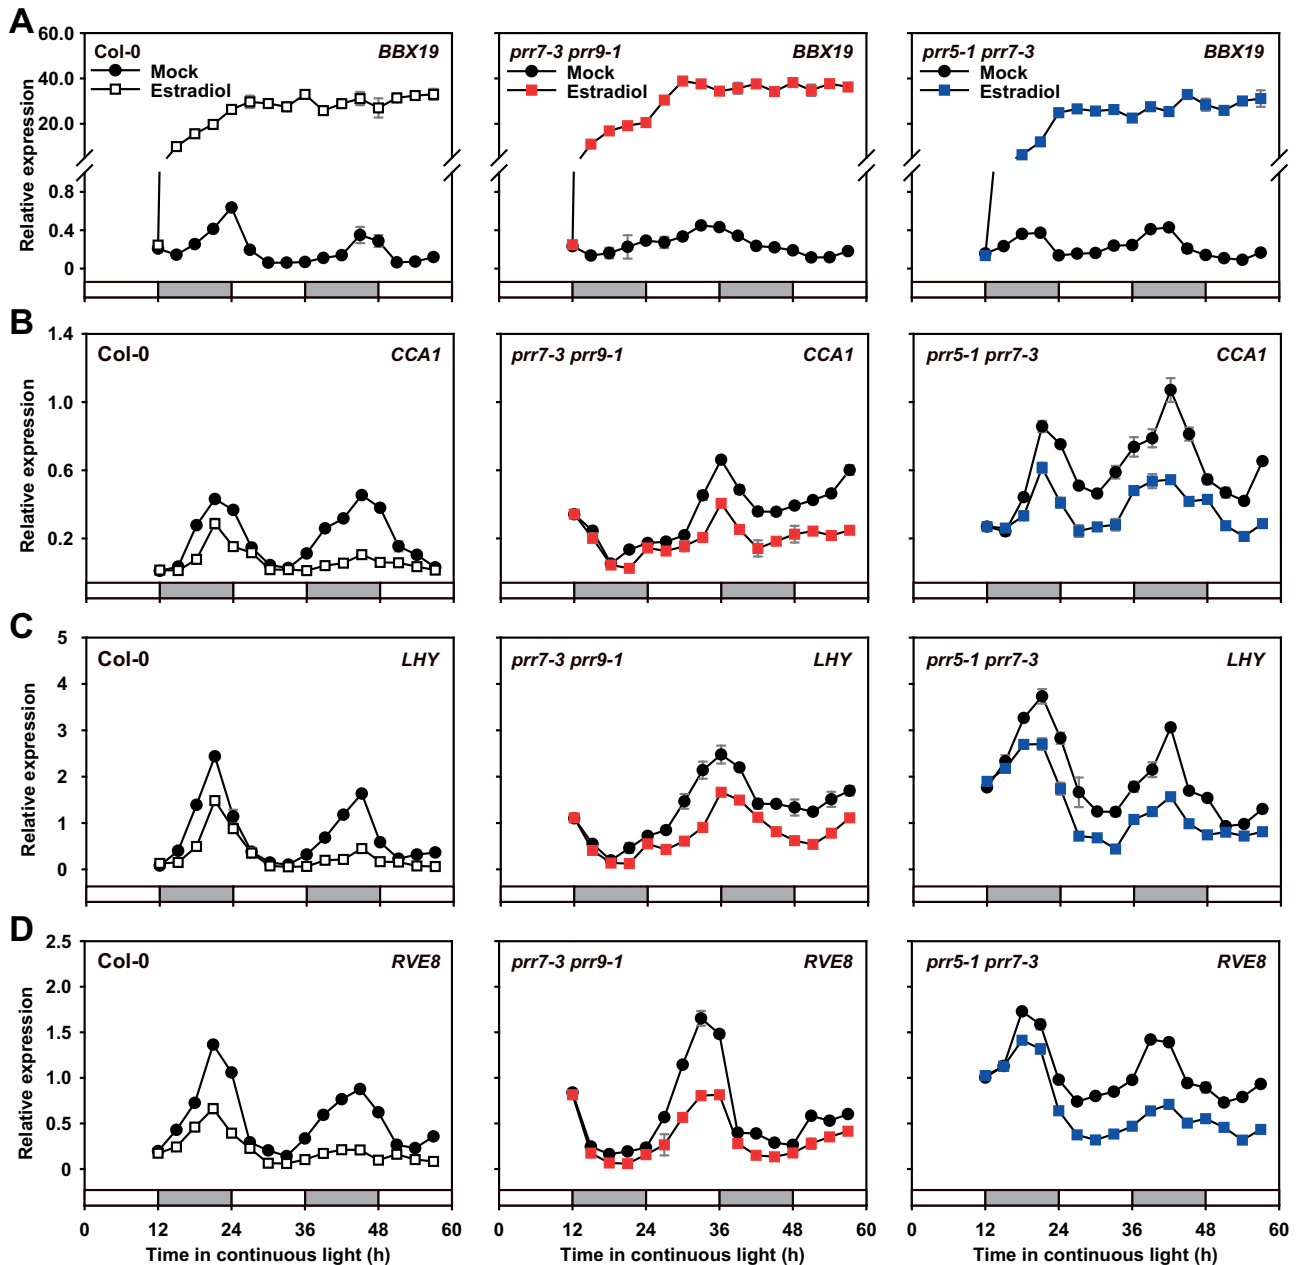 A
Relative expression
60.0
40.0
20.0
0.8
0.4
0
Col-0 BBX19
Mock
Estradiol
prr7-3 prr9-1 BBX19
Mock
Estradiol
prr5-1 prr7-3 BBX19
Mock
Estradiol
B
Relative expression
1.4
1.0
0.6
0.2
Col-0 CCA1
prr7-3 prr9-1 CCA1
prr5-1 prr7-3 CCA1
C
Relative expression
5
4
3
2
1
0
Col-0 LHY
prr7-3 prr9-1 LHY
prr5-1 prr7-3 LHY
D
Relative expression
2.5
2.0
1.5
1.0
0.5
0
Col-0 RVE8
prr7-3 prr9-1 RVE8
prr5-1 prr7-3 RVE8
0 12 24 36 48 60
Time in continuous light (h)
0 12 24 36 48 60
Time in continuous light (h)
0 12 24 36 48 60
Time in continuous light (h)